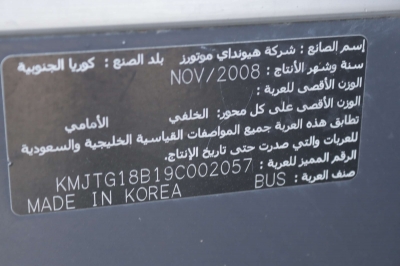 إسم الصانع : شركة هيونداي موتورز بلد الصنع : كوريا الجنوبية
سنة وشهر الأنتاج : NOV/2008
الوزن الأقصى للعربة :
الوزن الأقصى على كل محور: الخلفي الأمامي
تطابق هذه العربة جميع المواصفات القياسية الخليجية والسعودية
للعربات والتي صدرت حتى تاريخ الإنتاج.
الرقم المميز للعربة : KMJTG18B19C002057
صنف العربة : BUS
MADE IN KOREA